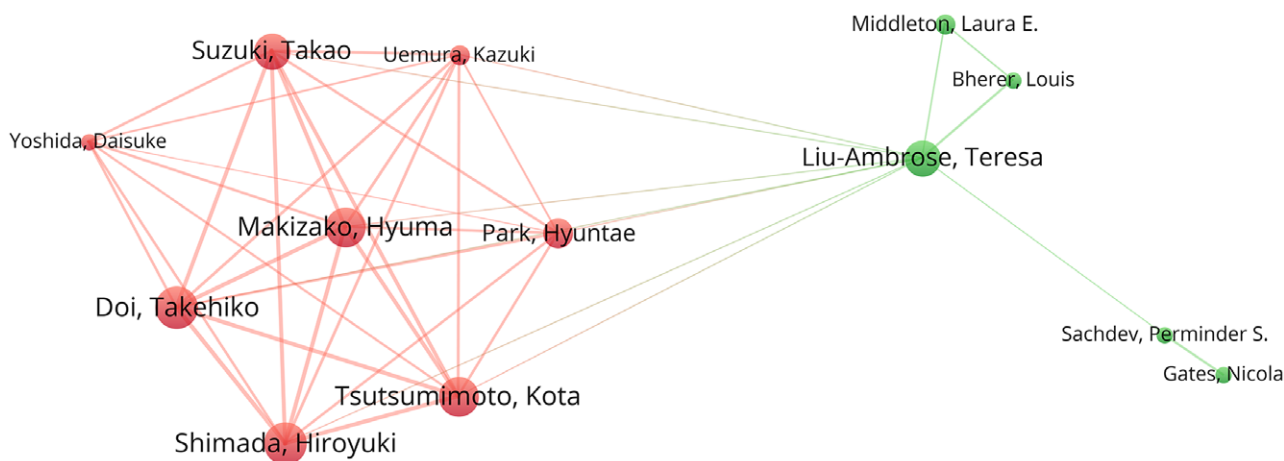 Middleton, Laura E.
Suzuki, Takao
Uemura, Kazuki
Bherer, Louis
Yoshida, Daisuke
Liu-Ambrose, Teresa
Makizako, Hyuma
Park, Hyuntae
Doi, Takehiko
Sachdev, Perminder S.
Gates, Nicola
Tsutsumimoto, Kota
Shimada, Hiroyuki